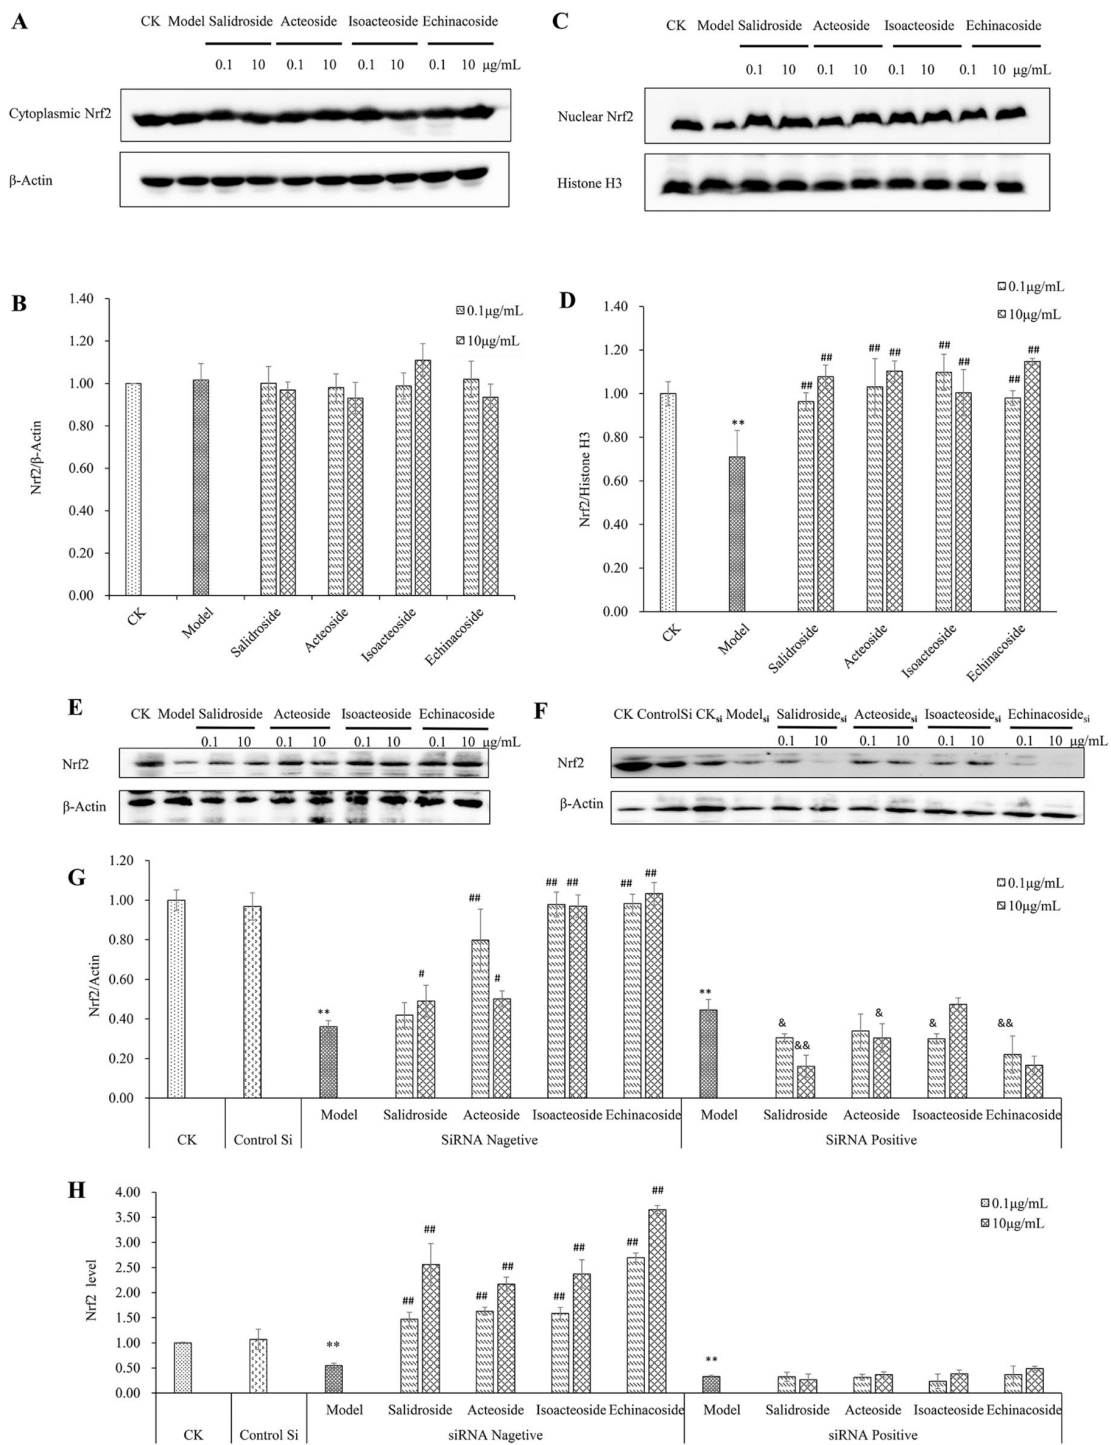 A
CK Model Salidroside Acteoside Isoacteoside Echinacoside
0.1 10 0.1 10 0.1 10 0.1 10 μg/mL
Cytoplasmic Nrf2
β-Actin
C
CK Model Salidroside Acteoside Isoacteoside Echinacoside
0.1 10 0.1 10 0.1 10 0.1 10 μg/mL
Nuclear Nrf2
Histone H3
B
1.40
1.20
1.00
0.80
0.60
0.40
0.20
0.00
Nrf2/β-Actin
0.1μg/mL
10μg/mL
CK
Model
Salidroside
Acteoside
Isoacteoside
Echinacoside
D
1.40
1.20
1.00
0.80
0.60
0.40
0.20
0.00
Nrf2/Histone H3
0.1μg/mL
10μg/mL
** ## ## ## ## ## ## ## ##
CK
Model
Salidroside
Acteoside
Isoacteoside
Echinacoside
E
CK Model Salidroside Acteoside Isoacteoside Echinacoside
0.1 10 0.1 10 0.1 10 0.1 10 μg/mL
Nrf2
β-Actin
F
CK ControlSi CKsi Modelsi Salidrosidesi Acteosidesi Isoacteosidesi Echinacosidesi
0.1 10 0.1 10 0.1 10 0.1 10 μg/mL
Nrf2
β-Actin
G
1.20
1.00
0.80
0.60
0.40
0.20
0.00
Nrf2/Actin
0.1μg/mL
10μg/mL
** # ## # ## ## ## ## ** & && & & &&
Model Salidroside Acteoside Isoacteoside Echinacoside Model Salidroside Acteoside Isoacteoside Echinacoside
CK Control Si SiRNA Nagetive SiRNA Positive
H
4.00
3.50
3.00
2.50
2.00
1.50
1.00
0.50
0.00
Nrf2 level
0.1μg/mL
10μg/mL
** ## ## ## ## ## ## ## ## **
Model Salidroside Acteoside Isoacteoside Echinacoside Model Salidroside Acteoside Isoacteoside Echinacoside
CK Control Si siRNA Nagetive siRNA Positive